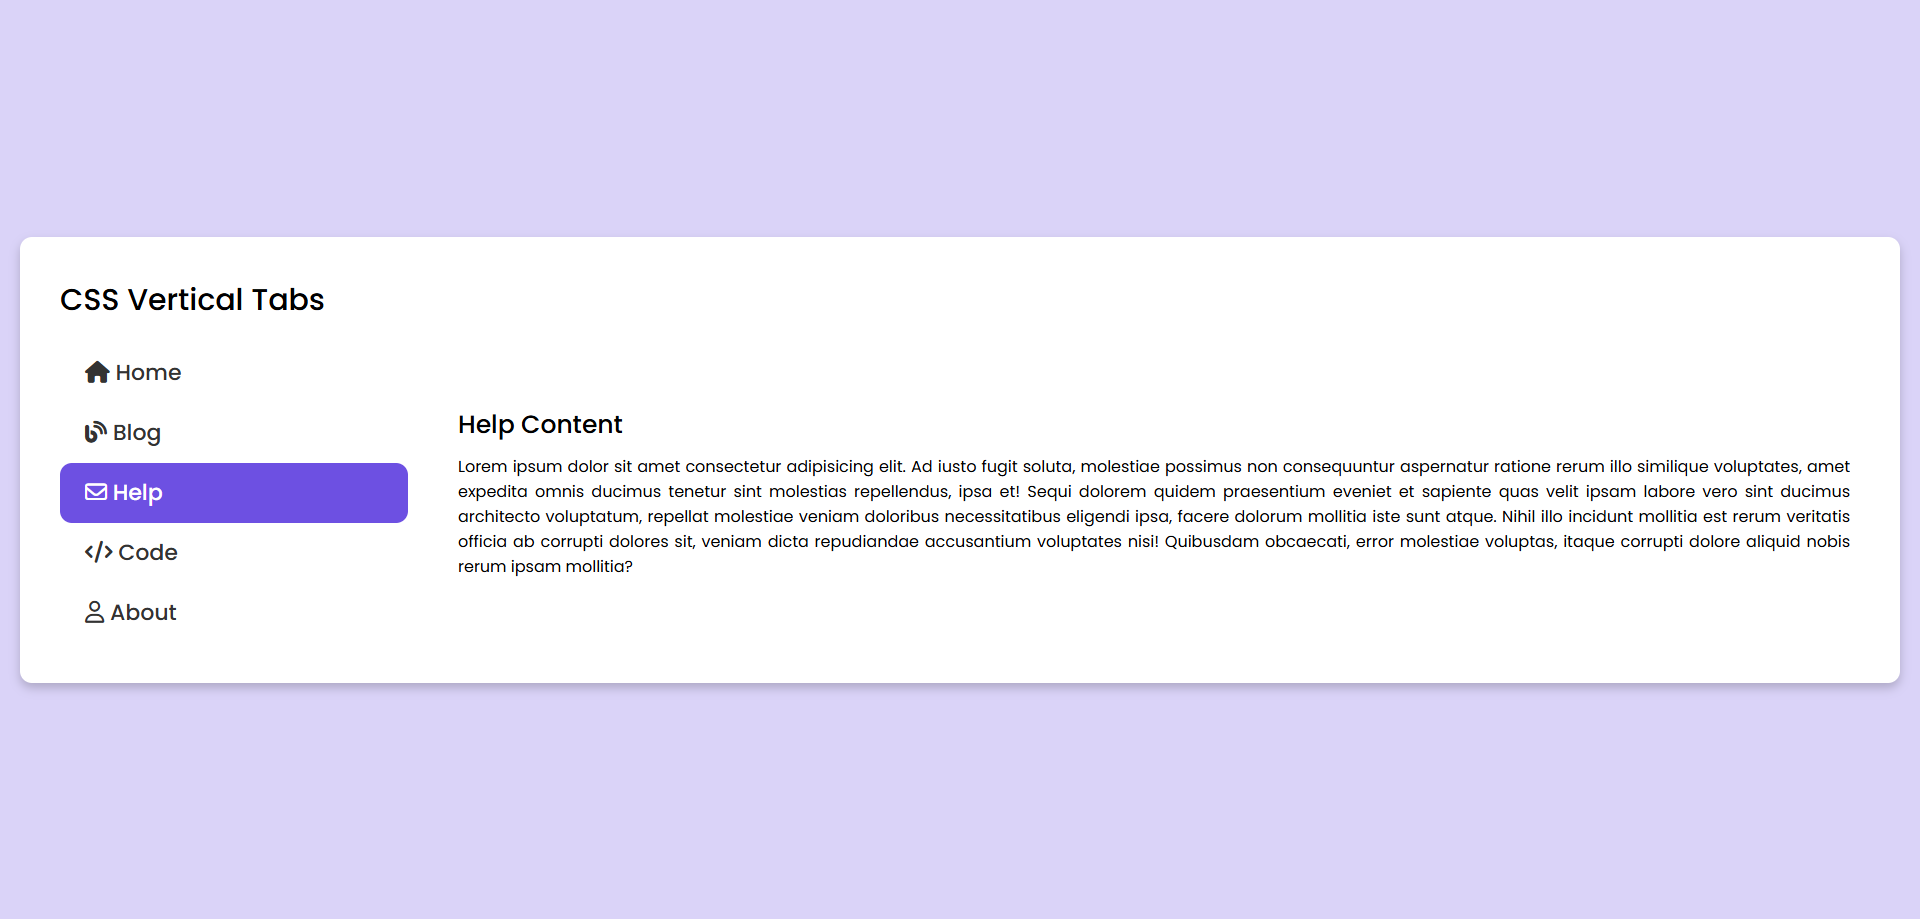 CSS Vertical Tabs
Home
Blog
Help
Code
About
Help Content
Lorem ipsum dolor sit amet consectetur adipisicing elit. Ad iusto fugit soluta, molestiae possimus non consequuntur aspernatur ratione rerum illo similique voluptates, amet
expedita omnis ducimus tenetur sint molestias repellendus, ipsa et! Sequi dolorem quidem praesentium eveniet et sapiente quas velit ipsam labore vero sint ducimus
architecto voluptatum, repellat molestiae veniam doloribus necessitatibus eligendi ipsa, facere dolorum mollitia iste sunt atque. Nihil illo incidunt mollitia est rerum veritatis
officia ab corrupti dolores sit, veniam dicta repudiandae accusantium voluptates nisi! Quibusdam obcaecati, error molestiae voluptas, itaque corrupti dolore aliquid nobis
rerum ipsam mollitia?